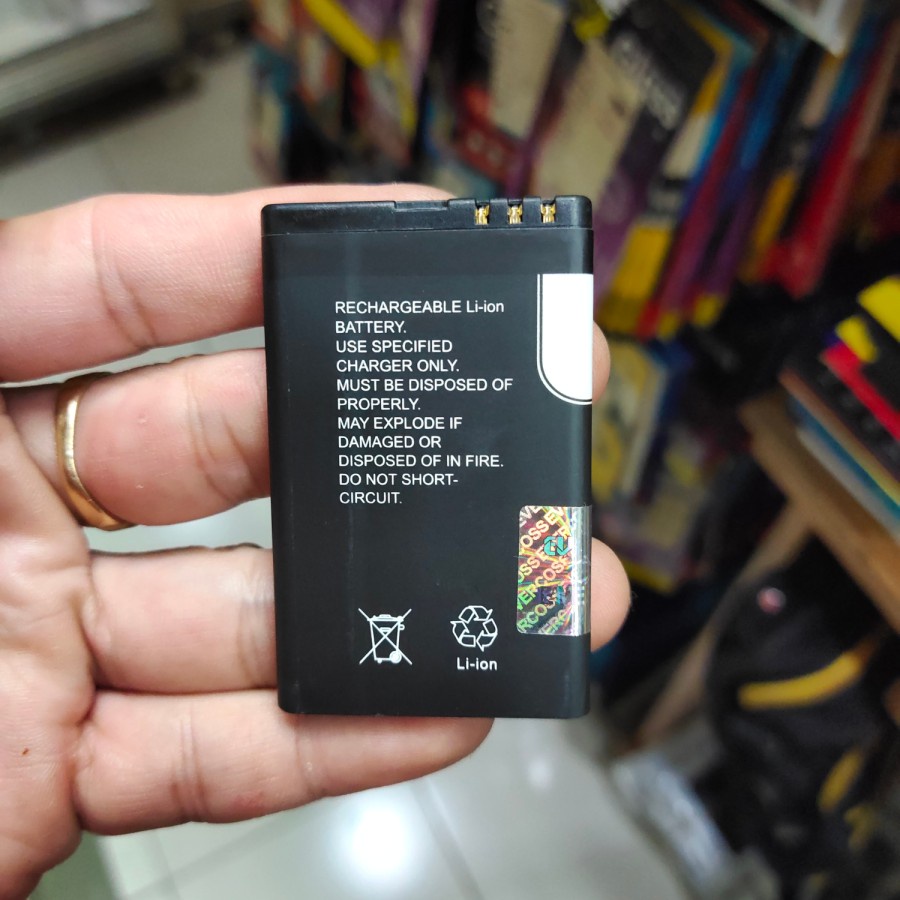 RECHARGEABLE Li-ion
BATTERY.
USE SPECIFIED
CHARGER ONLY.
MUST BE DISPOSED OF
PROPERLY.
MAY EXPLODE IF
DAMAGED OR
DISPOSED OF IN FIRE.
DO NOT SHORT-
CIRCUIT.
Li-ion
EVERCOSS